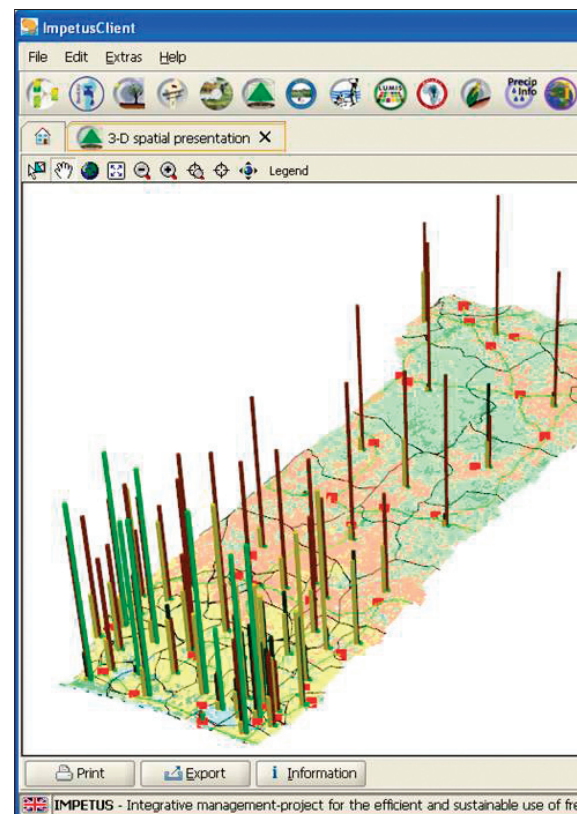 ImpetusClient
File Edit Extras Help
LUMIS Precip Info
3-D spatial presentation X
Legend
Print Export i Information
IMPETUS - Integrative management-project for the efficient and sustainable use of fre